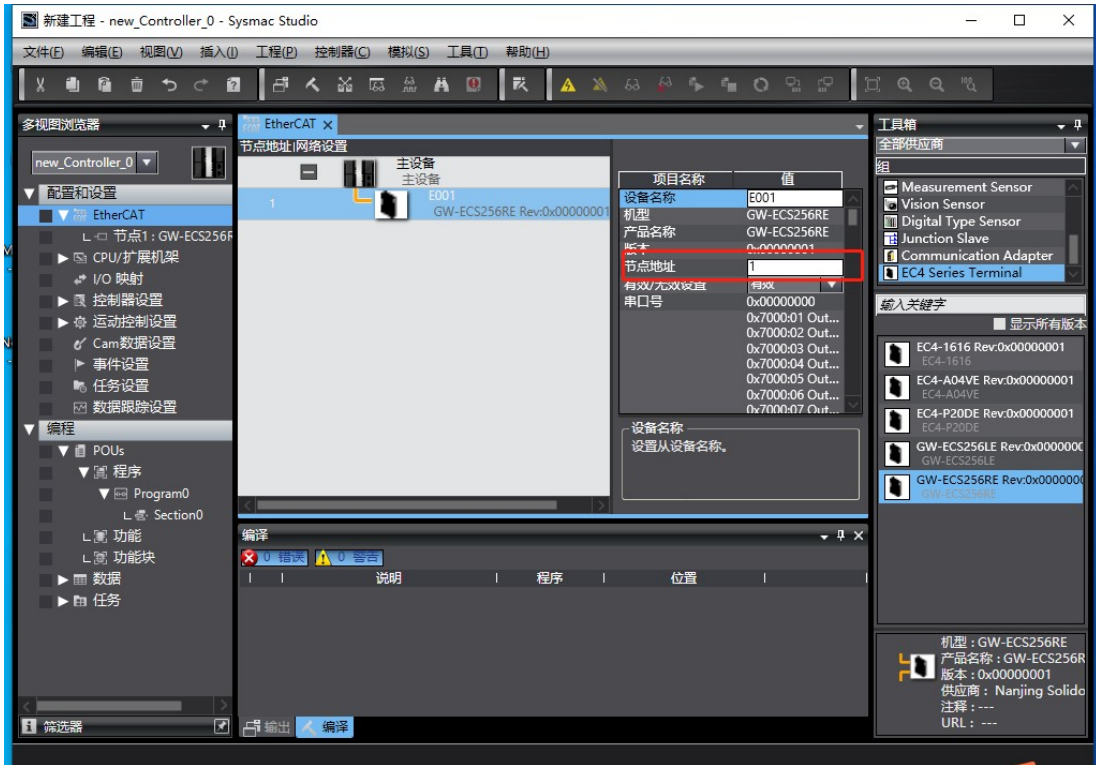 新建工程 - new_Controller_0 - Sysmac Studio
文件(F) 编辑(E) 视图(V) 插入(I) 工程(P) 控制器(C) 模拟(S) 工具(T) 帮助(H)
多视图浏览器
new_Controller_0
配置和设置
EtherCAT
节点1 : GW-ECS256R
CPU/扩展机架
I/O 映射
控制器设置
运动控制设置
Cam数据设置
事件设置
任务设置
数据跟踪设置
编程
POUs
程序
Program0
Section0
功能
功能块
数据
任务
筛选器
EtherCAT
节点地址|网络设置
主设备
主设备
1
E001
GW-ECS256RE Rev:0x00000001
项目名称 值
设备名称 E001
机型 GW-ECS256RE
产品名称 GW-ECS256RE
版本 0x00000001
节点地址 1
有效/无效设置 有效
串口号 0x00000000
0x7000:01 Out...
0x7000:02 Out...
0x7000:03 Out...
0x7000:04 Out...
0x7000:05 Out...
0x7000:06 Out...
0x7000:07 Out...
设备名称
设置从设备名称。
编译
0 错误 0 警告
说明 程序 位置
输出 编译
工具箱
全部供应商
组
Measurement Sensor
Vision Sensor
Digital Type Sensor
Junction Slave
Communication Adapter
EC4 Series Terminal
输入关键字
显示所有版本
EC4-1616 Rev:0x00000001
EC4-1616
EC4-A04VE Rev:0x00000001
EC4-A04VE
EC4-P20DE Rev:0x00000001
EC4-P20DE
GW-ECS256LE Rev:0x0000000
GW-ECS256LE
GW-ECS256RE Rev:0x0000000
GW-ECS256RE
机型 : GW-ECS256RE
产品名称 : GW-ECS256R
版本 : 0x00000001
供应商 : Nanjing Solido
注释 : ---
URL : ---